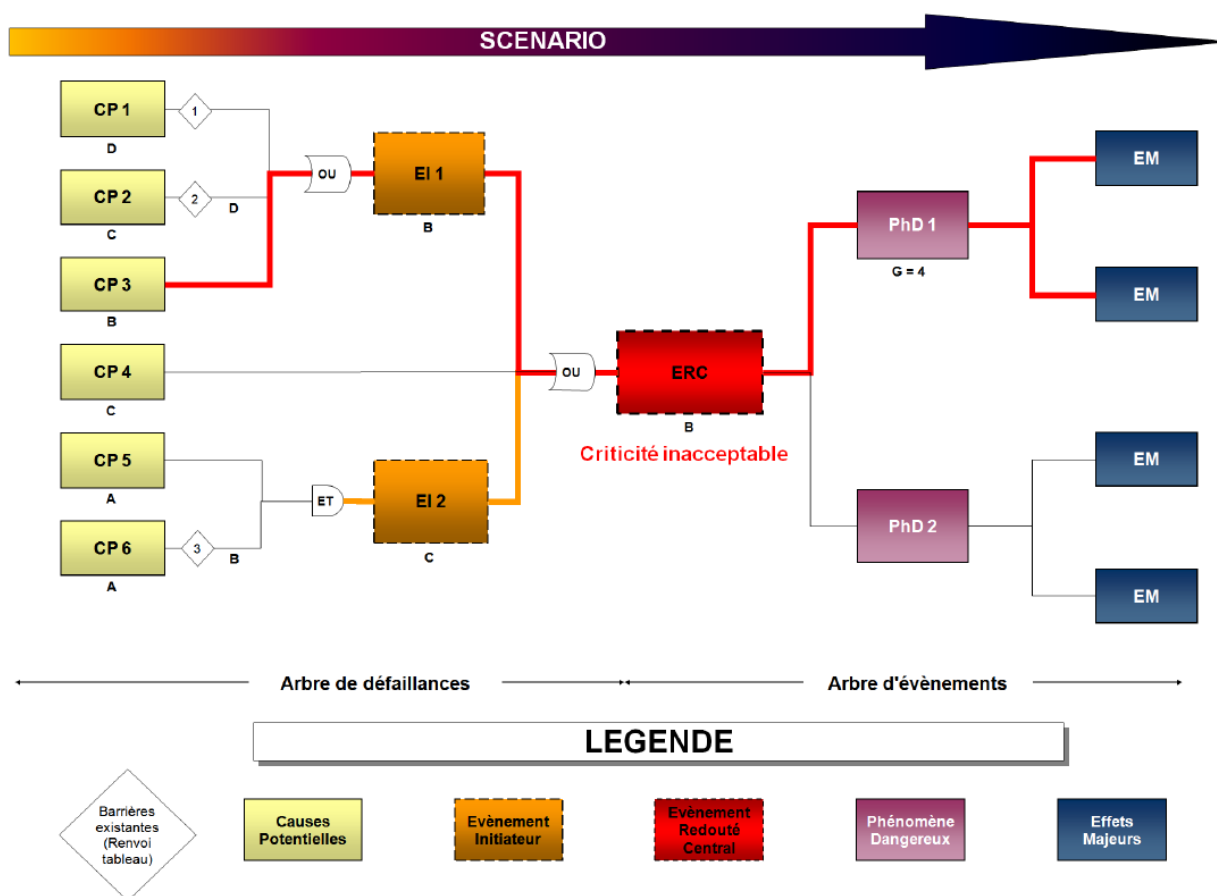 SCENARIO
CP 1
1
D
CP 2
2
D
C
CP 3
B
CP 4
C
CP 5
A
CP 6
3
B
A
OU
EI 1
B
ET
EI 2
C
OU
ERC
B
Criticité inacceptable
PhD 1
G = 4
PhD 2
EM
EM
EM
EM
Arbre de défaillances
Arbre d'évènements
LEGENDE
Barrières
existantes
(Renvoi
tableau)
Causes
Potentielles
Evènement
Initiateur
Evènement
Redouté
Central
Phénomène
Dangereux
Effets
Majeurs